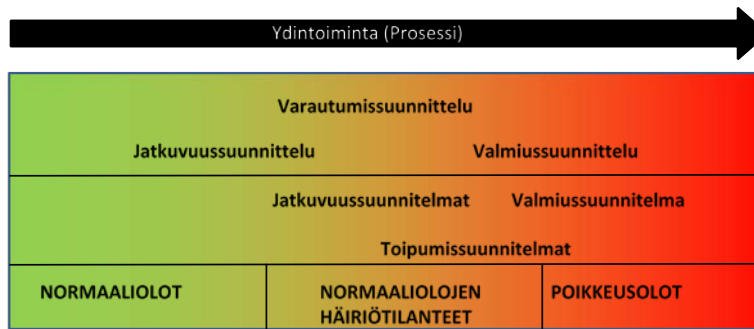 Ydintoiminta (Prosessi)
Varautumissuunnittelu
Jatkuvuussuunnittelu Valmiussuunnittelu
Jatkuvuussuunnitelmat Valmiussuunnitelma
Toipumissuunnitelmat
NORMAALIOLOT NORMAALIOLOJEN POIKKEUSOLOT
HÄIRIÖTILANTEET